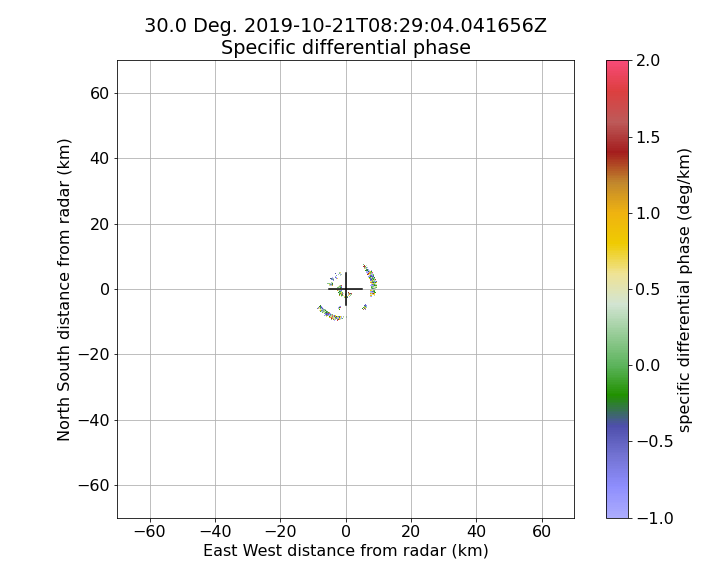 30.0 Deg. 2019-10-21T08:29:04.041656Z
Specific differential phase
60
40
20
0
−20
−40
−60
North South distance from radar (km)
−60 −40 −20 0 20 40 60
East West distance from radar (km)
2.0
1.5
1.0
0.5
0.0
−0.5
−1.0
specific differential phase (deg/km)